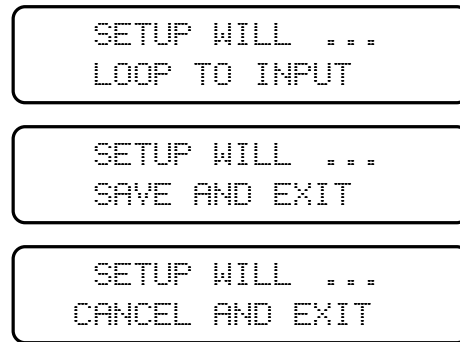 SETUP WILL ...
LOOP TO INPUT
SETUP WILL ...
SAVE AND EXIT
SETUP WILL ...
CANCEL AND EXIT